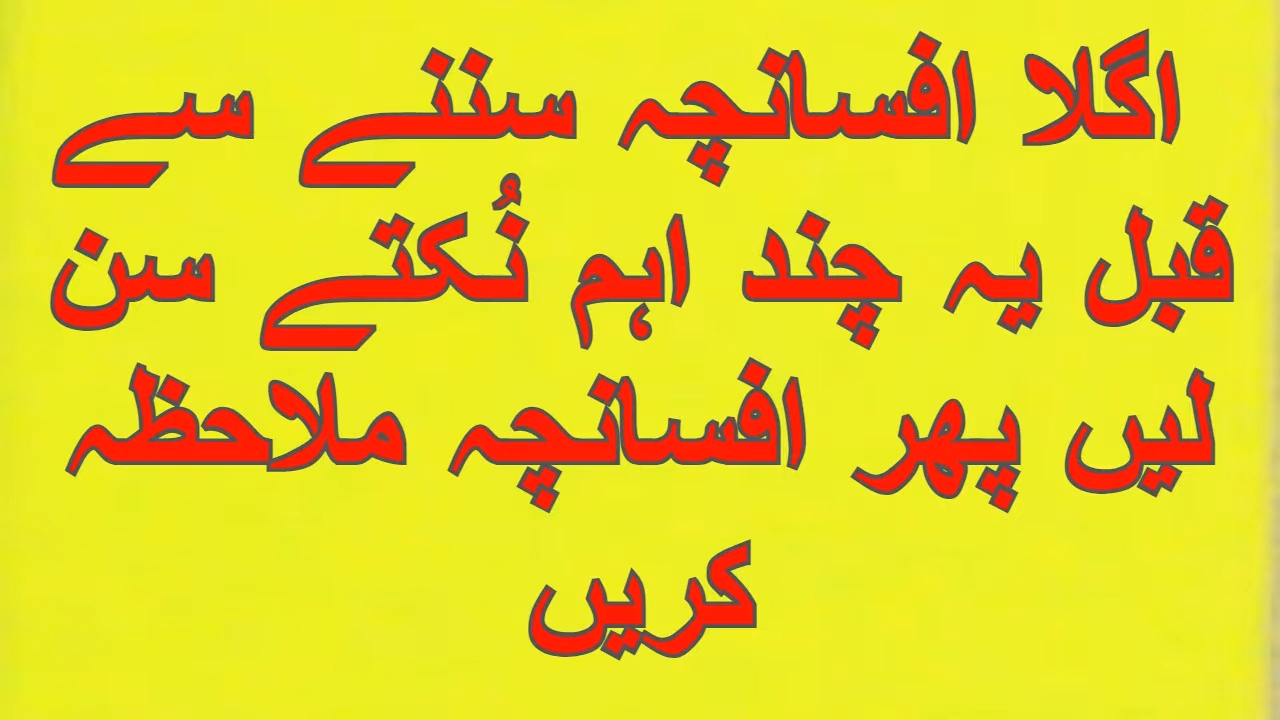 اگلا افسانچہ سننے سے
قبل یہ چند اہم نُکتے سن
لیں پھر افسانچہ ملاحظہ
کریں